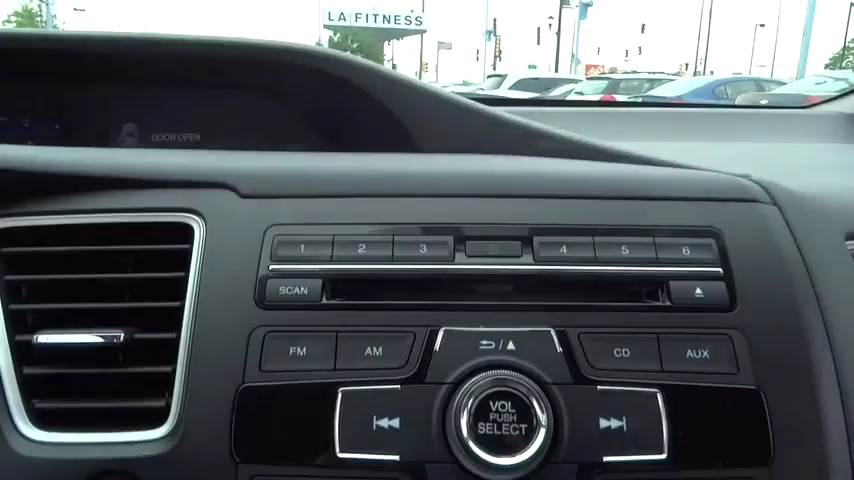 LA FITNESS
DOOR OPEN
1 2 3 4 5 6
SCAN
FM AM CD AUX
VOL
PUSH
SELECT